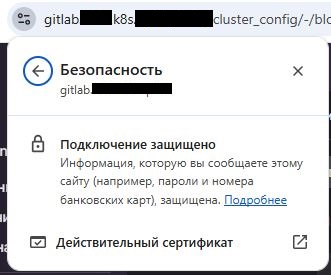 gitlab k8s. cluster_config/-/blo
Безопасность
gitlab.
Подключение защищено
Информация, которую вы сообщаете этому
сайту (например, пароли и номера
банковских карт), защищена. Подробнее
Действительный сертификат